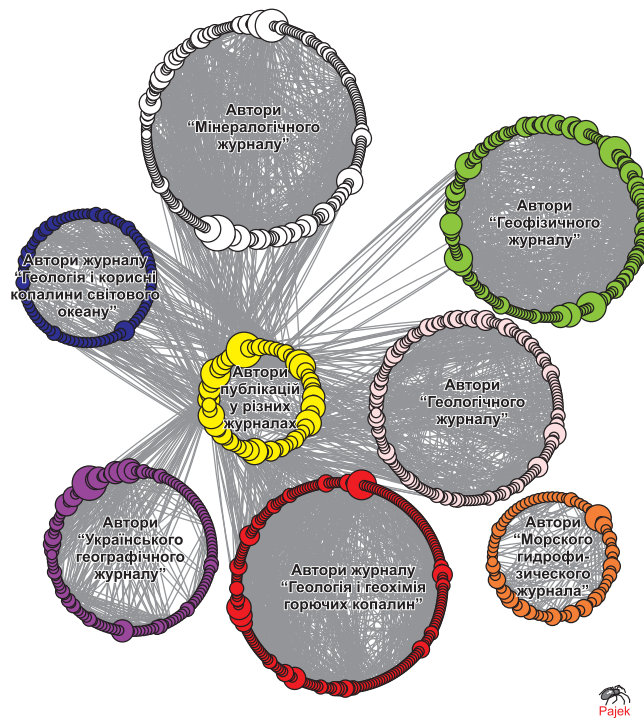 Автори
“Мінералогічного
журналу”
Автори
“Геофізичного
журналу”
Автори журналу
“Геологія і корисні
копалини світового
океану”
Автори
публікацій
у різних
журналах
Автори
“Геологічного
журналу”
Автори
“Українського
географічного
журналу”
Автори журналу
“Геологія і геохімія
горючих копалин”
Автори
“Морского
гидрофи-
зического
журнала”
Pajek